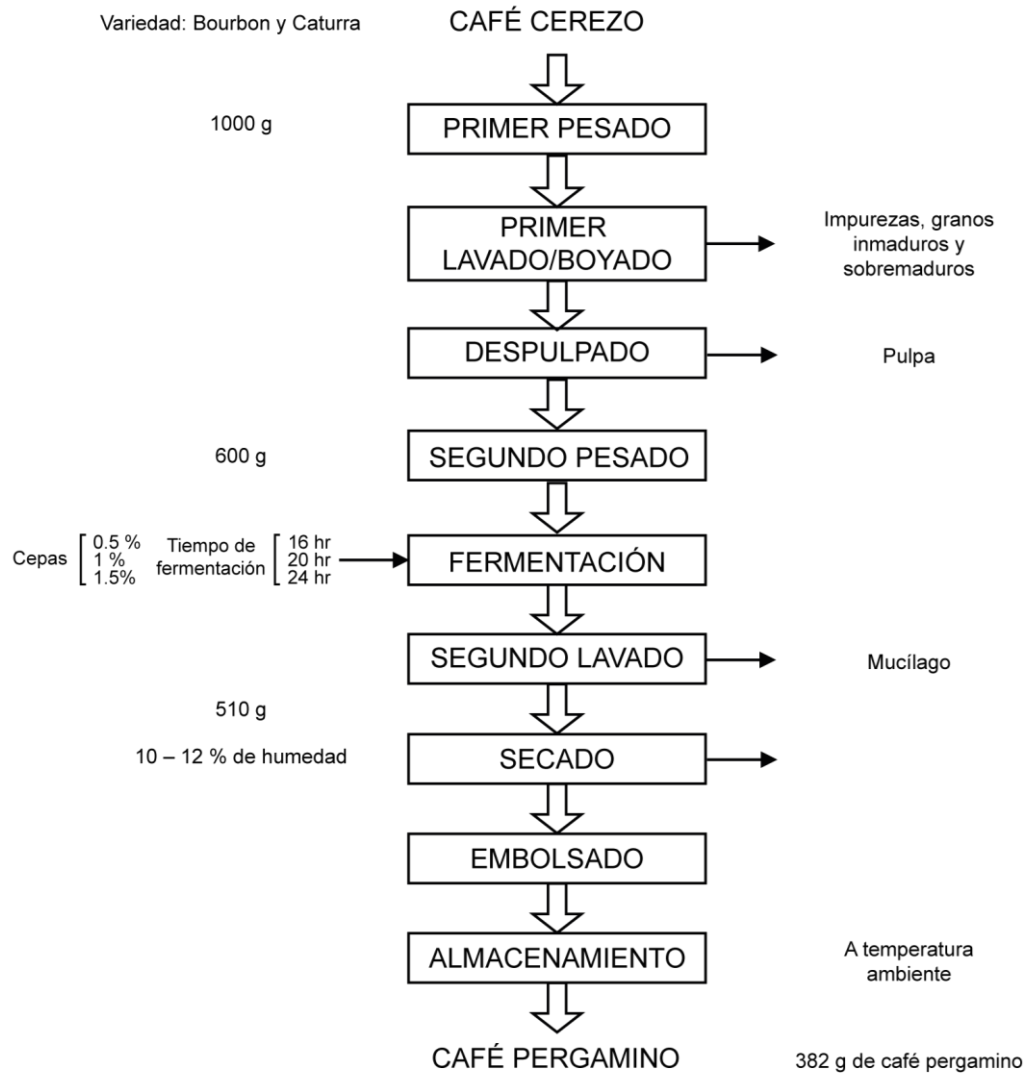 Variedad: Bourbon y Caturra
CAFÉ CEREZO
1000 g
PRIMER PESADO
PRIMER
LAVADO/BOYADO
Impurezas, granos
inmaduros y
sobremaduros
DESPULPADO
Pulpa
600 g
SEGUNDO PESADO
Cepas
0.5 %
1 %
1.5%
Tiempo de
fermentación
16 hr
20 hr
24 hr
FERMENTACIÓN
SEGUNDO LAVADO
Mucílago
510 g
10 – 12 % de humedad
SECADO
EMBOLSADO
ALMACENAMIENTO
A temperatura
ambiente
CAFÉ PERGAMINO
382 g de café pergamino